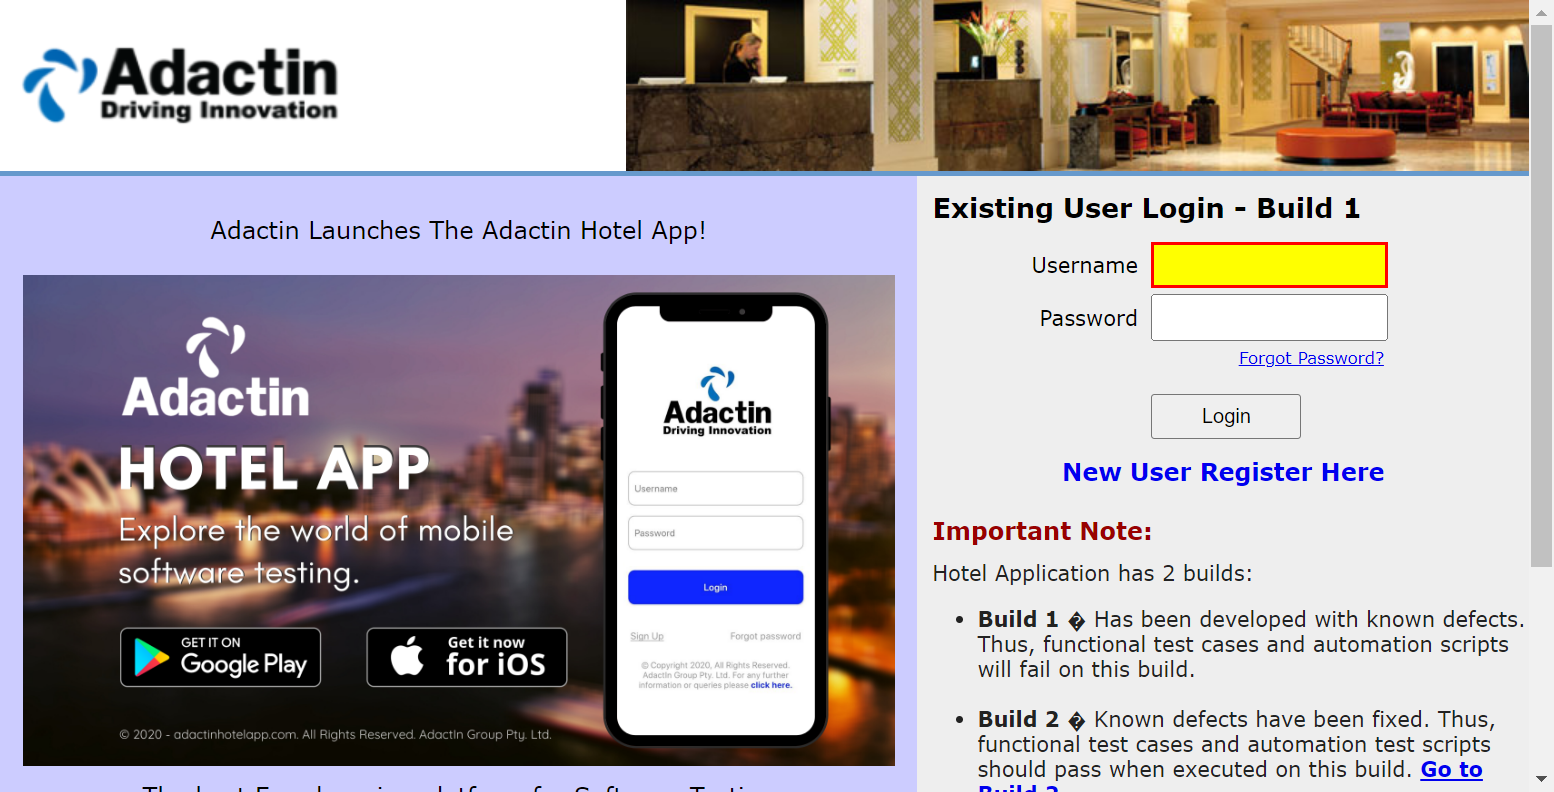 Adactin
Driving Innovation
Adactin Launches The Adactin Hotel App!
Adactin
HOTEL APP
Explore the world of mobile
software testing.
GET IT ON
Google Play
Get it now
for iOS
© 2020 - adactinhotelapp.com. All Rights Reserved. AdactIn Group Pty. Ltd.
Adactin
Driving Innovation
Username
Password
Login
Sign Up
Forgot password
© Copyright 2020, All Rights Reserved.
AdactIn Group Pty. Ltd. For any further
information or queries please click here.
Existing User Login - Build 1
Username
Password
Forgot Password?
Login
New User Register Here
Important Note:
Hotel Application has 2 builds:
• Build 1 � Has been developed with known defects.
Thus, functional test cases and automation scripts
will fail on this build.
• Build 2 � Known defects have been fixed. Thus,
functional test cases and automation test scripts
should pass when executed on this build. Go to
Build 2